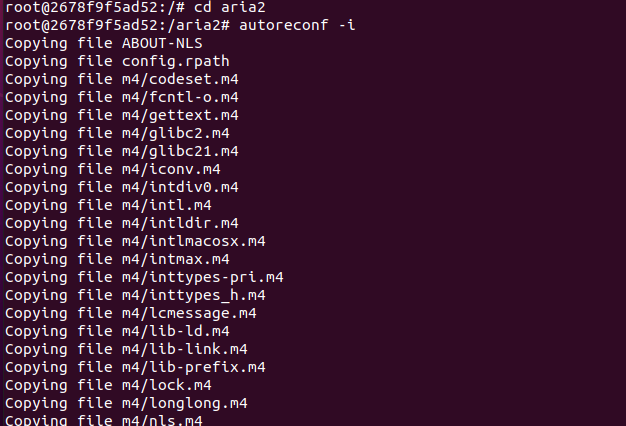 root@2678f9f5ad52:/# cd aria2
root@2678f9f5ad52:/aria2# autoreconf -i
Copying file ABOUT-NLS
Copying file config.rpath
Copying file m4/codeset.m4
Copying file m4/fcntl-o.m4
Copying file m4/gettext.m4
Copying file m4/glibc2.m4
Copying file m4/glibc21.m4
Copying file m4/iconv.m4
Copying file m4/intdiv0.m4
Copying file m4/intl.m4
Copying file m4/intldir.m4
Copying file m4/intlmacosx.m4
Copying file m4/intmax.m4
Copying file m4/inttypes-pri.m4
Copying file m4/inttypes_h.m4
Copying file m4/lcmessage.m4
Copying file m4/lib-ld.m4
Copying file m4/lib-link.m4
Copying file m4/lib-prefix.m4
Copying file m4/lock.m4
Copying file m4/longlong.m4
Copying file m4/nls.m4